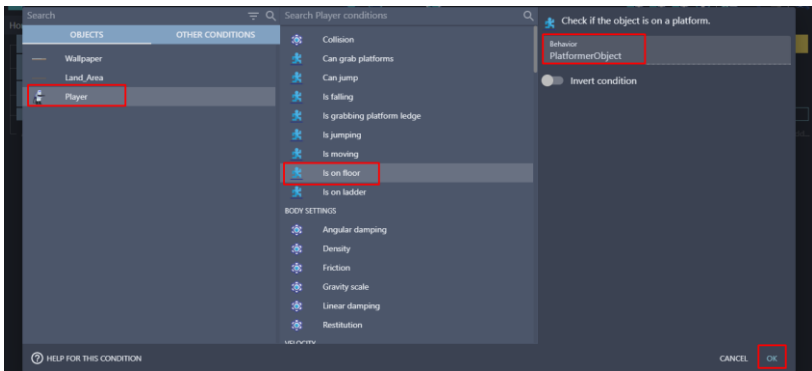 Ho
Search
OBJECTS
OTHER CONDITIONS
Wallpaper
Land_Area
Player
Search Player conditions
Collision
Can grab platforms
Can jump
Is falling
Is grabbing platform ledge
Is jumping
Is moving
Is on floor
Is on ladder
BODY SETTINGS
Angular damping
Density
Friction
Gravity scale
Linear damping
Restitution
VELOCITY
Check if the object is on a platform.
Behavior
PlatformerObject
Invert condition
HELP FOR THIS CONDITION
CANCEL
OK